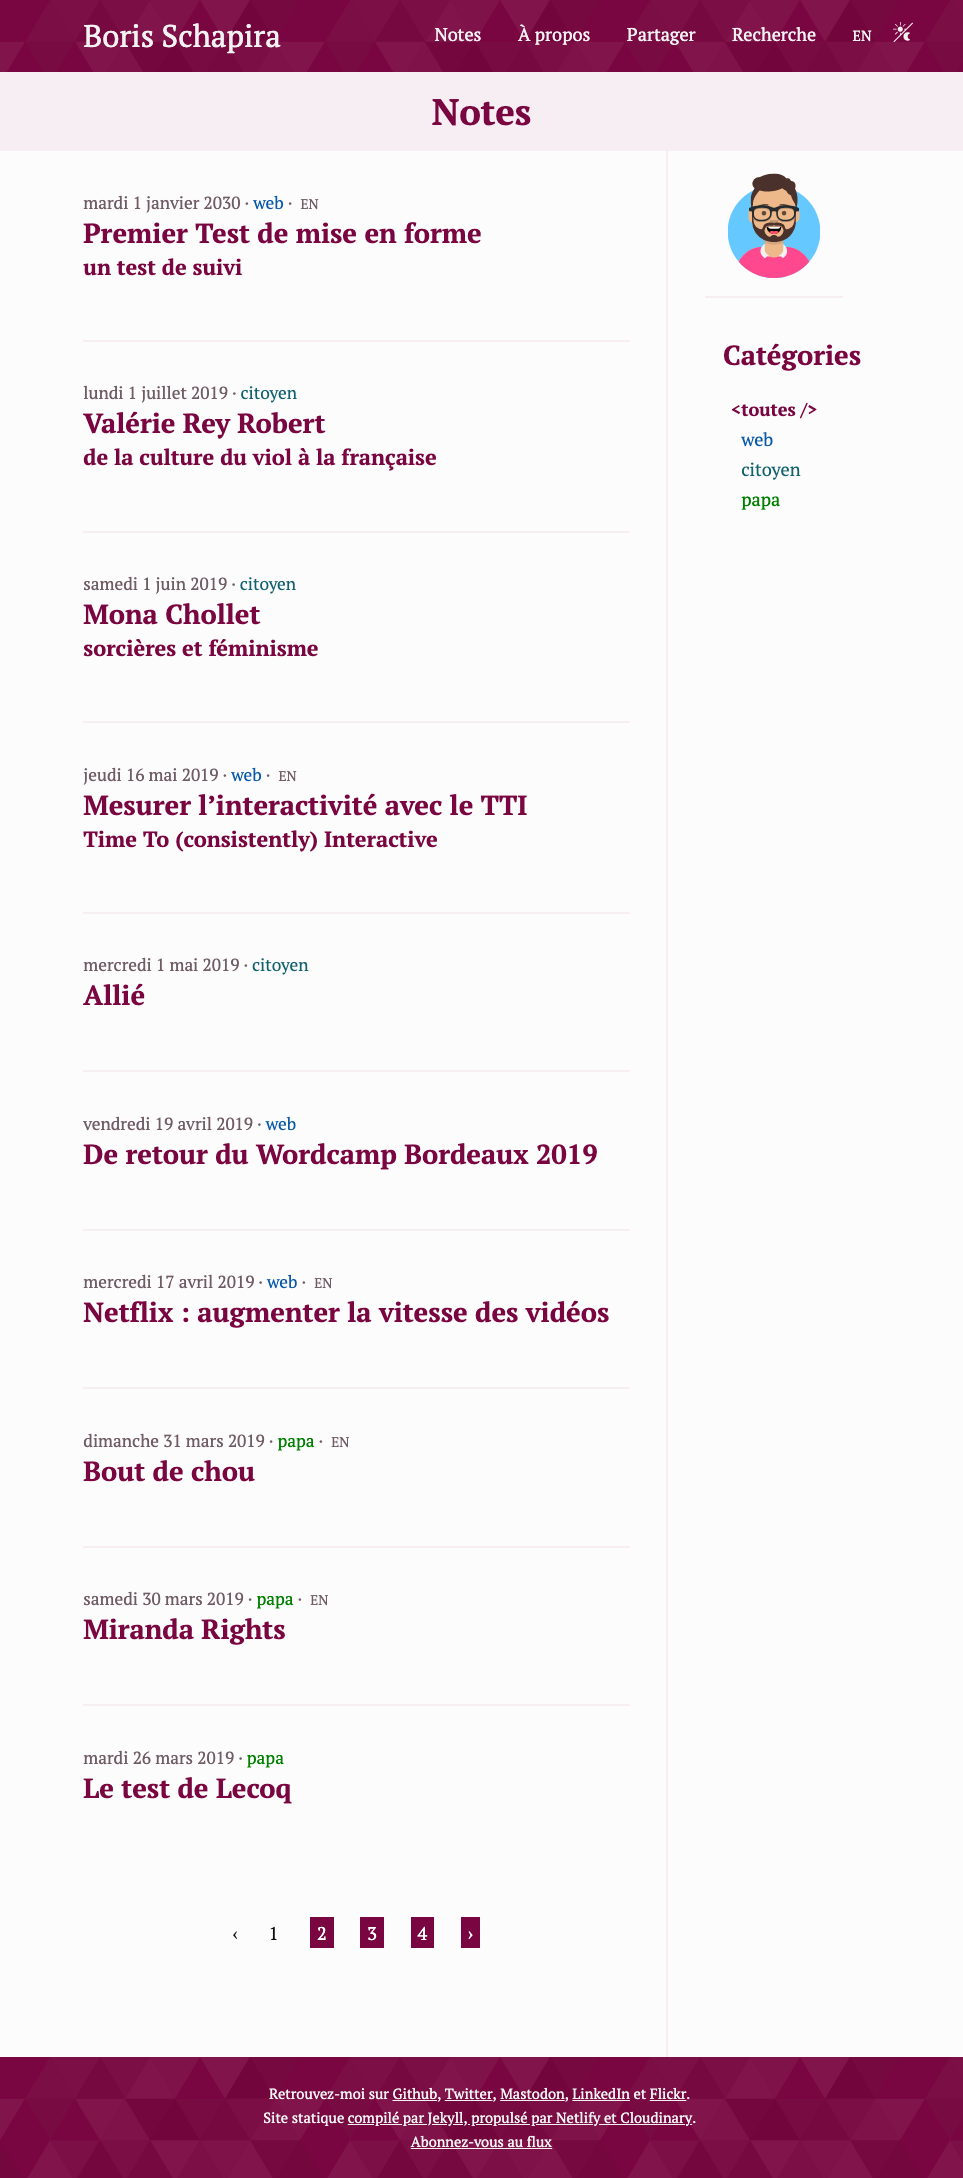 Boris Schapira
Notes
À propos
Partager
Recherche
EN
Notes
mardi 1 janvier 2030 · web · EN
Premier Test de mise en forme
un test de suivi
lundi 1 juillet 2019 · citoyen
Valérie Rey Robert
de la culture du viol à la française
samedi 1 juin 2019 · citoyen
Mona Chollet
sorcières et féminisme
jeudi 16 mai 2019 · web · EN
Mesurer l’interactivité avec le TTI
Time To (consistently) Interactive
mercredi 1 mai 2019 · citoyen
Allié
vendredi 19 avril 2019 · web
De retour du Wordcamp Bordeaux 2019
mercredi 17 avril 2019 · web · EN
Netflix : augmenter la vitesse des vidéos
dimanche 31 mars 2019 · papa · EN
Bout de chou
samedi 30 mars 2019 · papa · EN
Miranda Rights
mardi 26 mars 2019 · papa
Le test de Lecoq
‹ 1 2 3 4 ›
Catégories
<toutes />
web
citoyen
papa
Retrouvez-moi sur Github, Twitter, Mastodon, LinkedIn et Flickr.
Site statique compilé par Jekyll, propulsé par Netlify et Cloudinary.
Abonnez-vous au flux